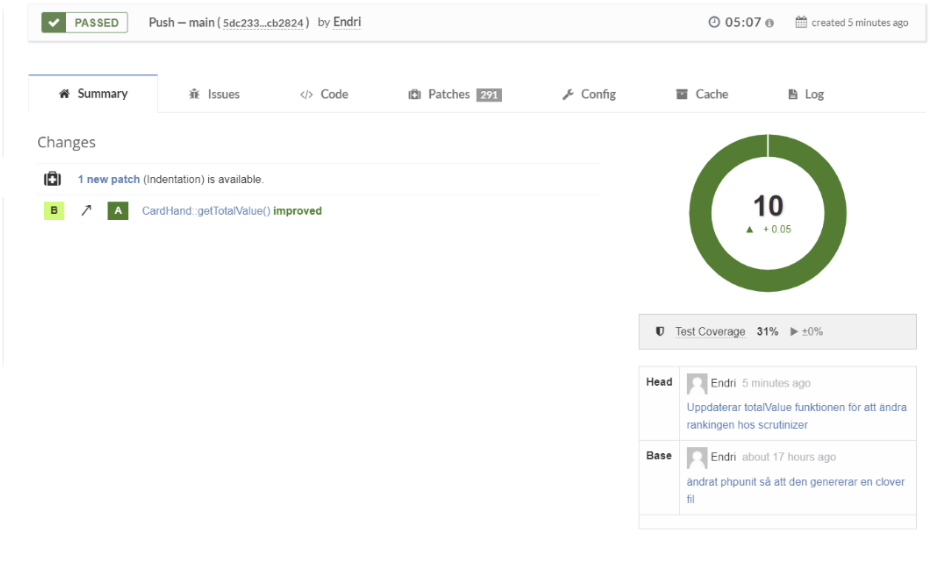 PASSED Push — main ( 5dc233...cb2824 ) by Endri 05:07 created 5 minutes ago
Summary Issues </> Code Patches 291 Config Cache Log
Changes
1 new patch (Indentation) is available.
B A CardHand::getTotalValue() improved
10
+ 0.05
Test Coverage 31% ±0%
Head Endri 5 minutes ago
Uppdaterar totalValue funktionen för att ändra
rankingen hos scrutinizer
Base Endri about 17 hours ago
ändrat phpunit så att den genererar en clover
fil